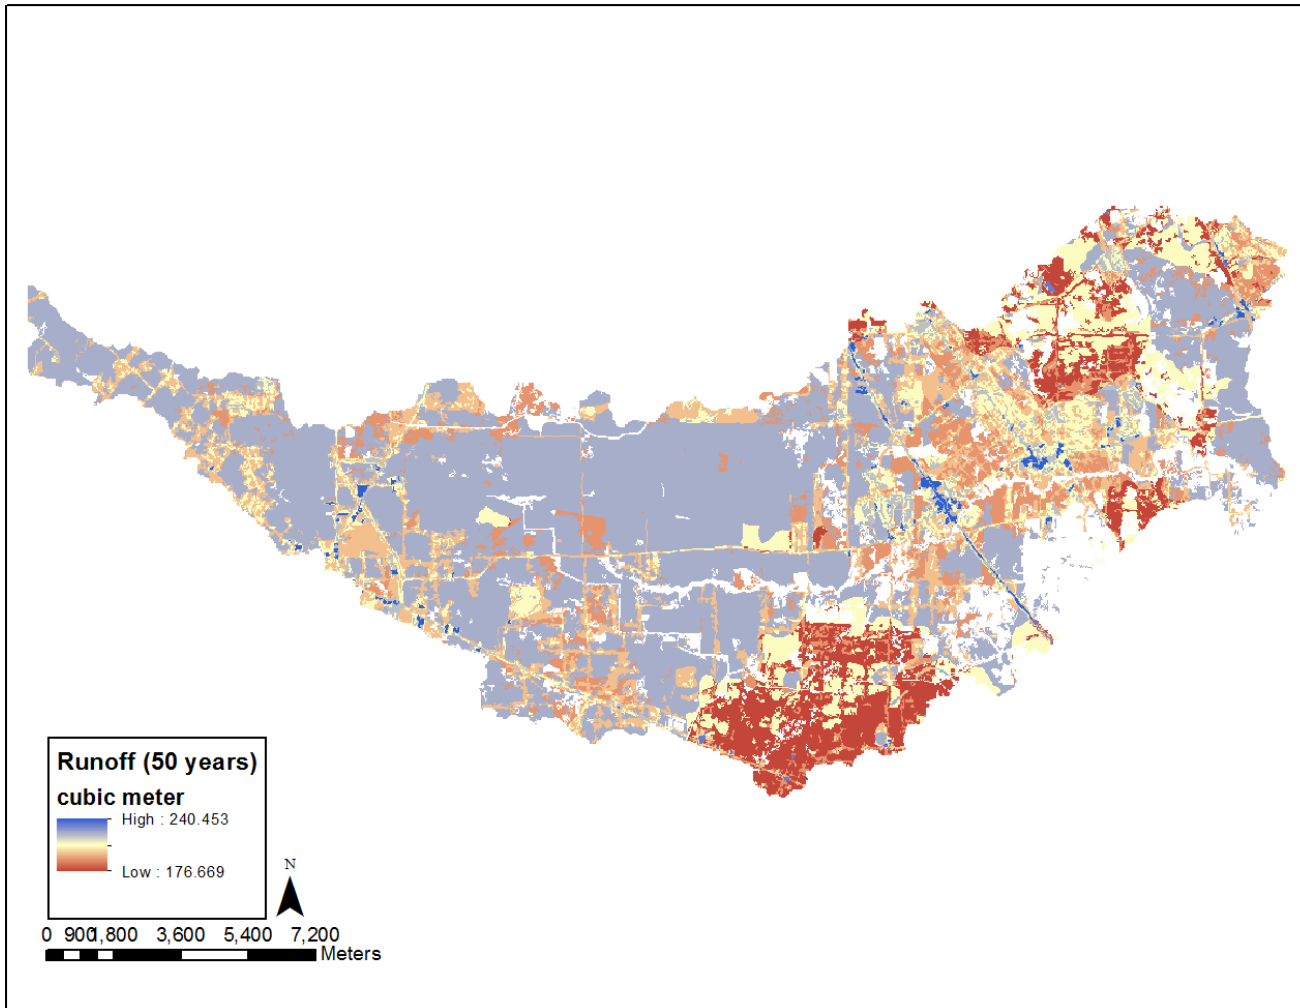 Runoff (50 years)
cubic meter
High : 240.453
Low : 176.669
N
0 900 1,800 3,600 5,400 7,200
Meters